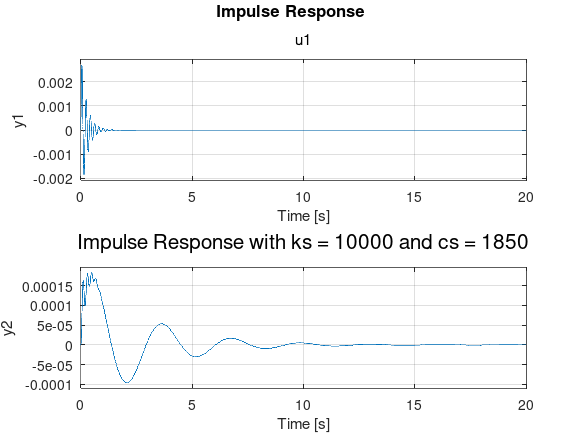 Impulse Response
u1
0.002
0.001
0
-0.001
-0.002
y1
0 5 10 15 20
Time [s]
Impulse Response with ks = 10000 and cs = 1850
0.00015
0.0001
5e-05
0
-5e-05
-0.0001
y2
0 5 10 15 20
Time [s]